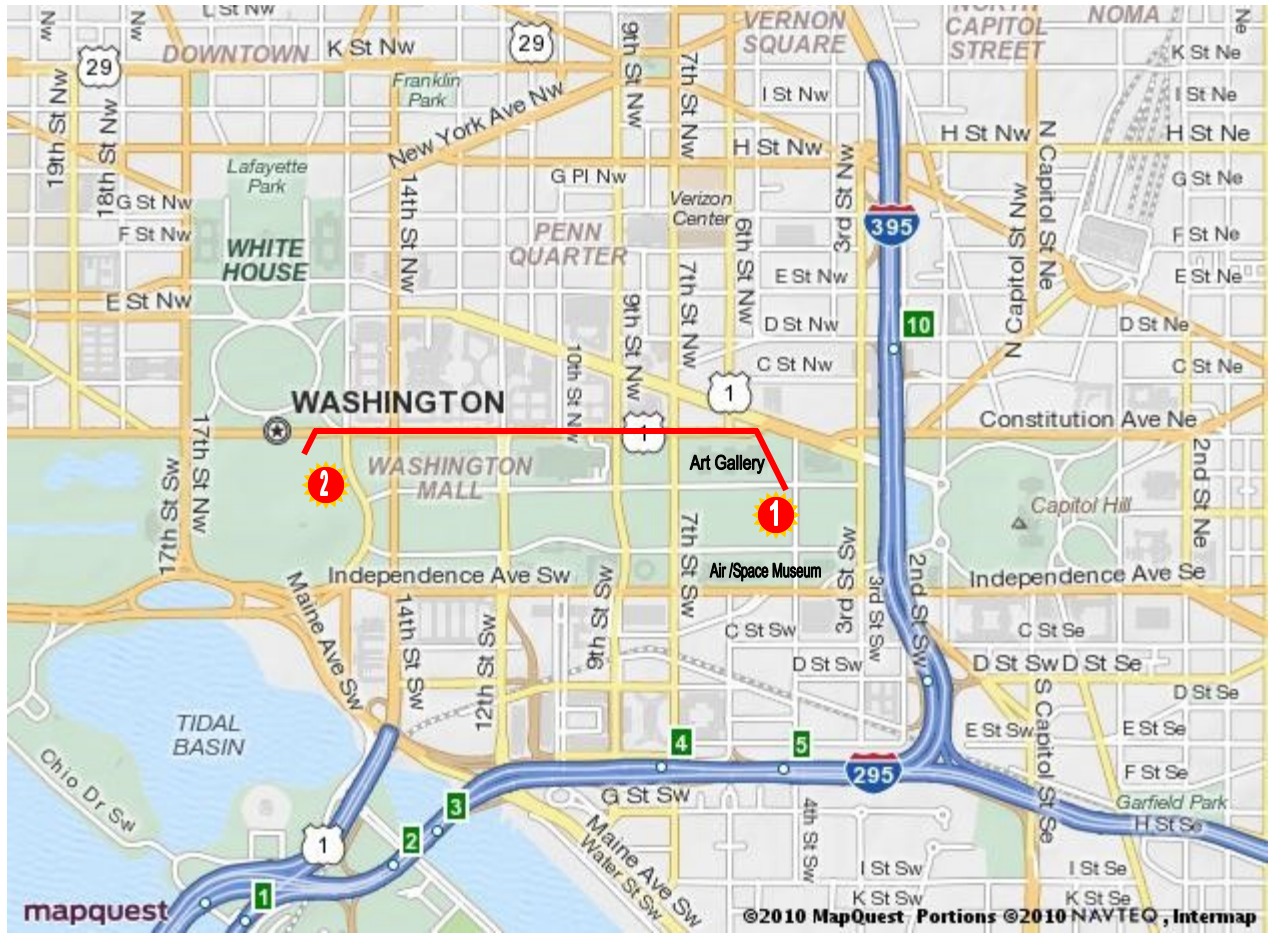 Nw
Nw
L St Nw
29
DOWNTOWN
K St Nw
29
Franklin
Park
9th St Nw
7th St Nw
VERNON
SQUARE
NORTH
CAPITOL
STREET
NOMA
Ne
K St Ne
I St Nw
I St Ne
19th St Nw
18th St Nw
New York Ave Nw
H St Nw
H St Nw
H St Ne
N Capitol St Ne
Lafayette
Park
14th St Nw
G Pl Nw
3rd St Nw
G St Ne
G St Nw
Verizon
Center
N Capitol St Nw
F St Nw
WHITE
HOUSE
PENN
QUARTER
6th St Nw
395
F St Ne
7th St Nw
E St Nw
E St Ne
E St Nw
9th St Nw
D St Nw
10
D St Ne
10th St Nw
C St Nw
C St Ne
1
WASHINGTON
Constitution Ave Ne
17th St Nw
1
2nd St Ne
WASHINGTON
MALL
Art Gallery
17th St Sw
2
1
Capitol Hill
7th St Sw
3rd St Sw
2nd St Sw
Independence Ave Sw
Air /Space Museum
3rd St Sw
Independence Ave Se
Maine Ave Sw
14th St Sw
9th St Sw
C St Sw
C St Se
12th St Sw
D St Sw
D St Sw
D St Se
S Capitol St Se
D St Se
TIDAL
BASIN
E St Sw
E St Se
4
5
295
F St Se
Ohio Dr Sw
G St Sw
4th St Sw
Garfield Park
H St Se
3
1
2
Maine Ave Sw
Water St Sw
I St Sw
I St Se
1
K St Sw
K St Se
mapquest
©2010 MapQuest Portions ©2010 NAVTEQ , Intermap